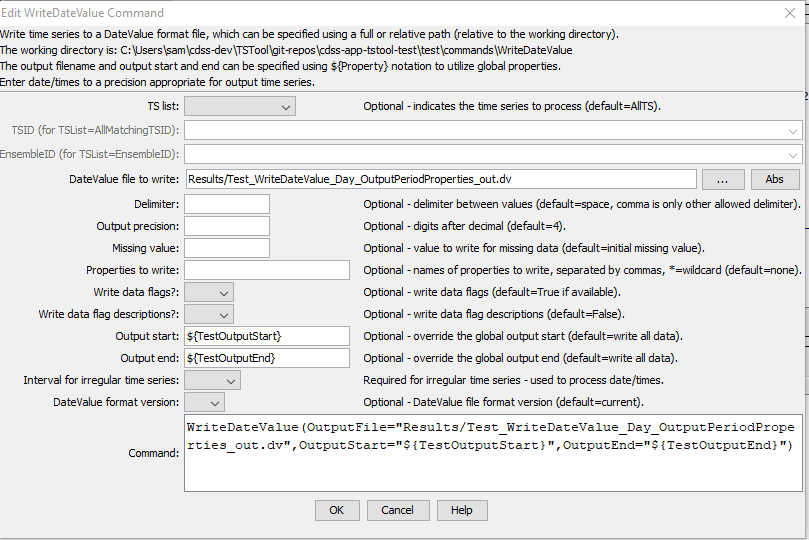 Edit WriteDateValue Command
Write time series to a DateValue format file, which can be specified using a full or relative path (relative to the working directory).
The working directory is: C:\Users\sam\cdss-dev\TSTool\git-repos\cdss-app-tstool-test\test\commands\WriteDateValue
The output filename and output start and end can be specified using ${Property} notation to utilize global properties.
Enter date/times to a precision appropriate for output time series.
TS list: Optional - indicates the time series to process (default=AllTS).
TSID (for TSList=AllMatchingTSID):
EnsembleID (for TSList=EnsembleID):
DateValue file to write: Results/Test_WriteDateValue_Day_OutputPeriodProperties_out.dv ... Abs
Delimiter: Optional - delimiter between values (default=space, comma is only other allowed delimiter).
Output precision: Optional - digits after decimal (default=4).
Missing value: Optional - value to write for missing data (default=initial missing value).
Properties to write: Optional - names of properties to write, separated by commas, *=wildcard (default=none).
Write data flags?: Optional - write data flags (default=True if available).
Write data flag descriptions?: Optional - write data flag descriptions (default=False).
Output start: ${TestOutputStart} Optional - override the global output start (default=write all data).
Output end: ${TestOutputEnd} Optional - override the global output end (default=write all data).
Interval for irregular time series: Required for irregular time series - used to process date/times.
DateValue format version: Optional - DateValue file format version (default=current).
WriteDateValue(OutputFile="Results/Test_WriteDateValue_Day_OutputPeriodPrope
rties_out.dv",OutputStart="${TestOutputStart}",OutputEnd="${TestOutputEnd}")
Command:
OK Cancel Help